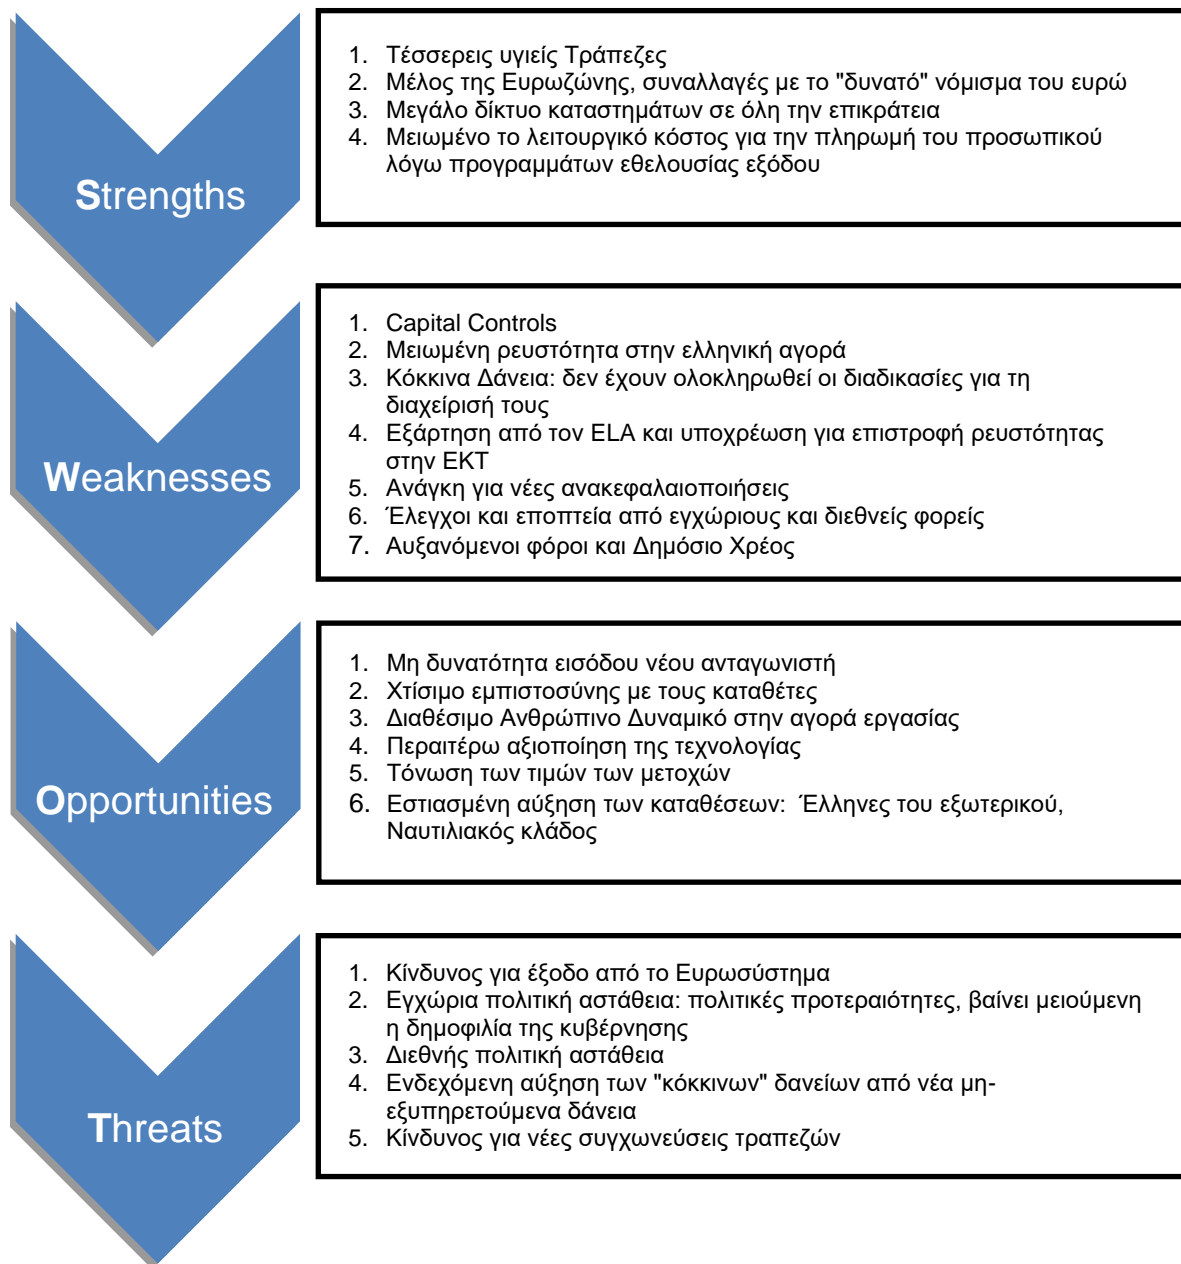 Strengths
1. Τέσσερεις υγιείς Τράπεζες
2. Μέλος της Ευρωζώνης, συναλλαγές με το "δυνατό" νόμισμα του ευρώ
3. Μεγάλο δίκτυο καταστημάτων σε όλη την επικράτεια
4. Μειωμένο το λειτουργικό κόστος για την πληρωμή του προσωπικού
λόγω προγραμμάτων εθελουσίας εξόδου
Weaknesses
1. Capital Controls
2. Μειωμένη ρευστότητα στην ελληνική αγορά
3. Κόκκινα Δάνεια: δεν έχουν ολοκληρωθεί οι διαδικασίες για τη
διαχείρισή τους
4. Εξάρτηση από τον ELA και υποχρέωση για επιστροφή ρευστότητας
στην ΕΚΤ
5. Ανάγκη για νέες ανακεφαλαιοποιήσεις
6. Έλεγχοι και εποπτεία από εγχώριους και διεθνείς φορείς
7. Αυξανόμενοι φόροι και Δημόσιο Χρέος
Opportunities
1. Μη δυνατότητα εισόδου νέου ανταγωνιστή
2. Χτίσιμο εμπιστοσύνης με τους καταθέτες
3. Διαθέσιμο Ανθρώπινο Δυναμικό στην αγορά εργασίας
4. Περαιτέρω αξιοποίηση της τεχνολογίας
5. Τόνωση των τιμών των μετοχών
6. Εστιασμένη αύξηση των καταθέσεων: Έλληνες του εξωτερικού,
Ναυτιλιακός κλάδος
Threats
1. Κίνδυνος για έξοδο από το Ευρωσύστημα
2. Εγχώρια πολιτική αστάθεια: πολιτικές προτεραιότητες, βαίνει μειούμενη
η δημοφιλία της κυβέρνησης
3. Διεθνής πολιτική αστάθεια
4. Ενδεχόμενη αύξηση των "κόκκινων" δανείων από νέα μη-
εξυπηρετούμενα δάνεια
5. Κίνδυνος για νέες συγχωνεύσεις τραπεζών